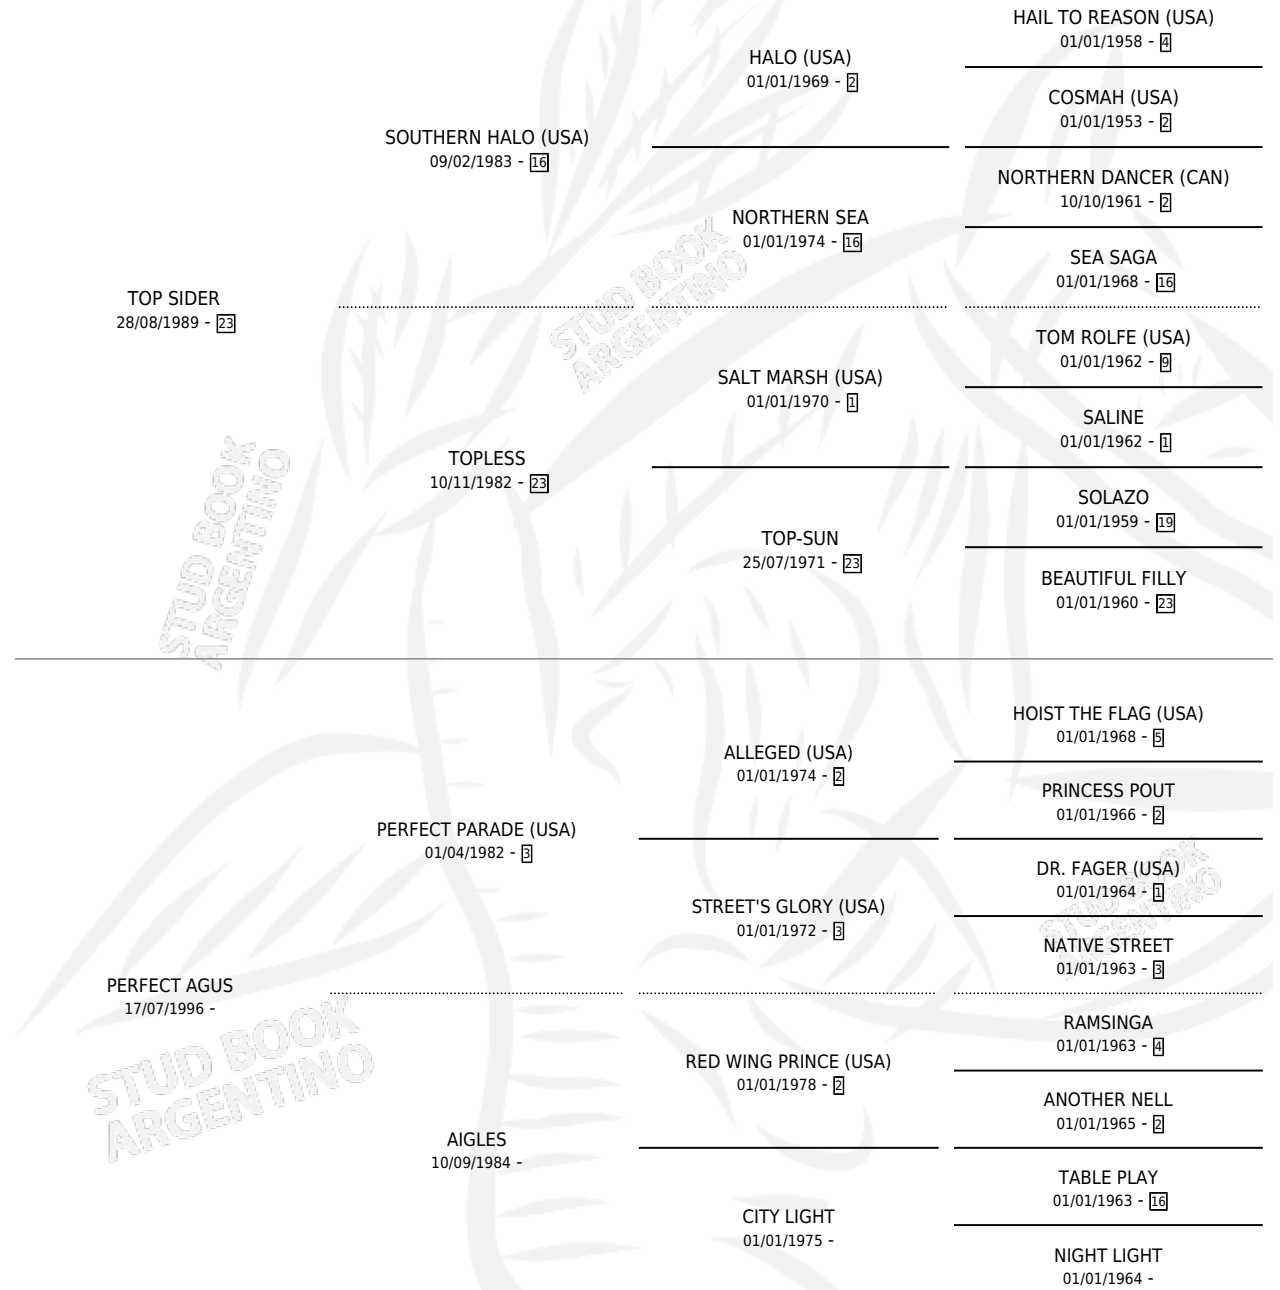 HAIL TO REASON (USA)
01/01/1958 - 4
HALO (USA)
01/01/1969 - 2
COSMAH (USA)
01/01/1953 - 2
SOUTHERN HALO (USA)
09/02/1983 - 16
NORTHERN DANCER (CAN)
10/10/1961 - 2
NORTHERN SEA
01/01/1974 - 16
SEA SAGA
01/01/1968 - 16
TOP SIDER
28/08/1989 - 23
TOM ROLFE (USA)
01/01/1962 - 9
SALT MARSH (USA)
01/01/1970 - 1
SALINE
01/01/1962 - 1
TOPLESS
10/11/1982 - 23
SOLAZO
01/01/1959 - 19
TOP-SUN
25/07/1971 - 23
BEAUTIFUL FILLY
01/01/1960 - 23
HOIST THE FLAG (USA)
01/01/1968 - 5
ALLEGED (USA)
01/01/1974 - 2
PRINCESS POUT
01/01/1966 - 2
PERFECT PARADE (USA)
01/04/1982 - 3
DR. FAGER (USA)
01/01/1964 - 1
STREET'S GLORY (USA)
01/01/1972 - 3
NATIVE STREET
01/01/1963 - 3
PERFECT AGUS
17/07/1996 -
RAMSINGA
01/01/1963 - 4
RED WING PRINCE (USA)
01/01/1978 - 2
ANOTHER NELL
01/01/1965 - 2
AIGLES
10/09/1984 -
TABLE PLAY
01/01/1963 - 16
CITY LIGHT
01/01/1975 -
NIGHT LIGHT
01/01/1964 -
STUD BOOK
ARGENTINO
STUD BOOK
ARGENTINO
STUD BOOK
ARGENTINO
STUD BOOK
ARGENTINO